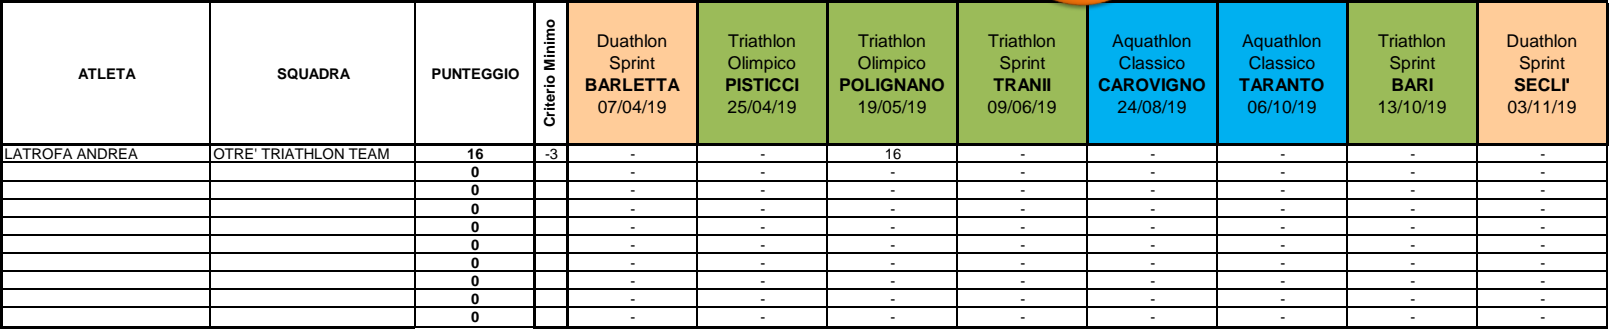 ATLETA SQUADRA PUNTEGGIO Criterio Minimo
Duathlon Sprint BARLETTA 07/04/19
Triathlon Olimpico PISTICCI 25/04/19
Triathlon Olimpico POLIGNANO 19/05/19
Triathlon Sprint TRANII 09/06/19
Aquathlon Classico CAROVIGNO 24/08/19
Aquathlon Classico TARANTO 06/10/19
Triathlon Sprint BARI 13/10/19
Duathlon Sprint SECLI' 03/11/19
LATROFA ANDREA OTRE' TRIATHLON TEAM 16 -3 - - 16 - - - - -
0 - - - - - - - -
0 - - - - - - - -
0 - - - - - - - -
0 - - - - - - - -
0 - - - - - - - -
0 - - - - - - - -
0 - - - - - - - -
0 - - - - - - - -
0 - - - - - - - -